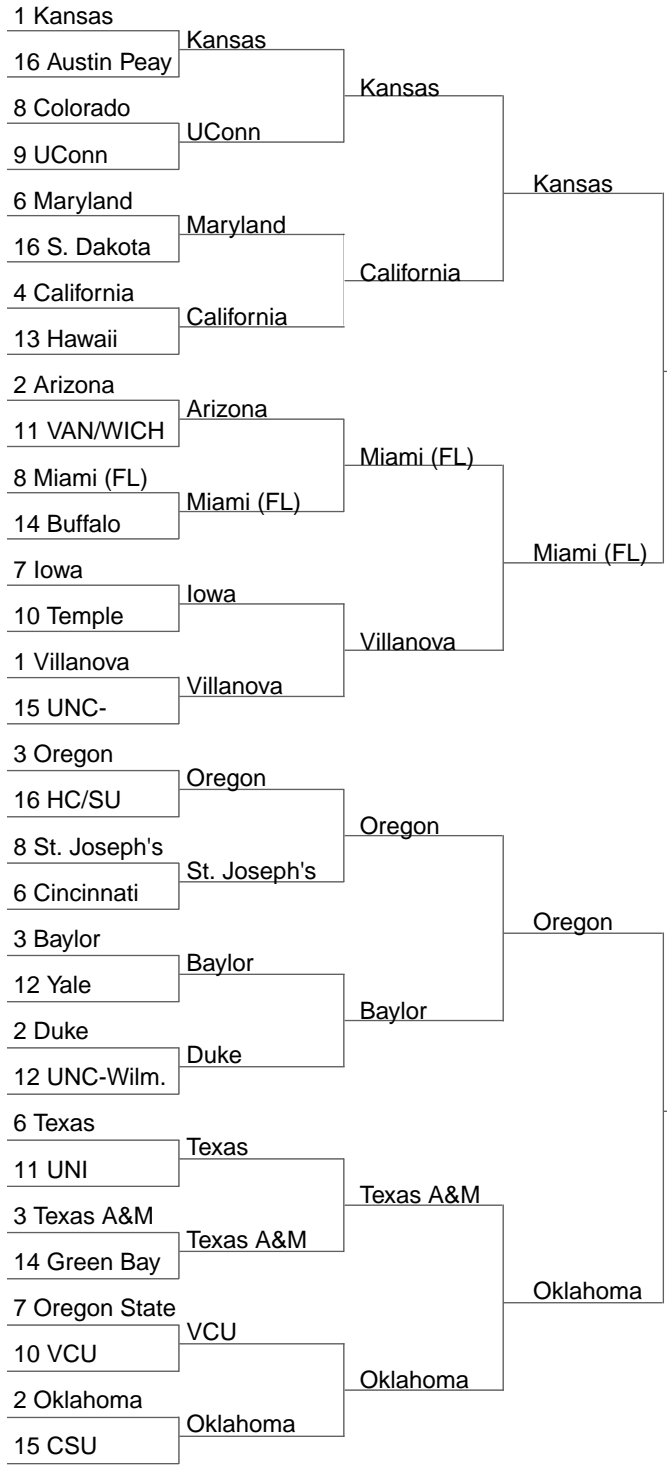 1 Kansas
16 Austin Peay
8 Colorado
9 UConn
6 Maryland
16 S. Dakota
4 California
13 Hawaii
2 Arizona
11 VAN/WICH
8 Miami (FL)
14 Buffalo
7 Iowa
10 Temple
1 Villanova
15 UNC-
3 Oregon
16 HC/SU
8 St. Joseph's
6 Cincinnati
3 Baylor
12 Yale
2 Duke
12 UNC-Wilm.
6 Texas
11 UNI
3 Texas A&M
14 Green Bay
7 Oregon State
10 VCU
2 Oklahoma
15 CSU
Kansas
UConn
Maryland
California
Arizona
Miami (FL)
Iowa
Villanova
Oregon
St. Joseph's
Baylor
Duke
Texas
Texas A&M
VCU
Oklahoma
Kansas
California
Miami (FL)
Villanova
Oregon
Baylor
Texas A&M
Oklahoma
Kansas
Miami (FL)
Oregon
Oklahoma